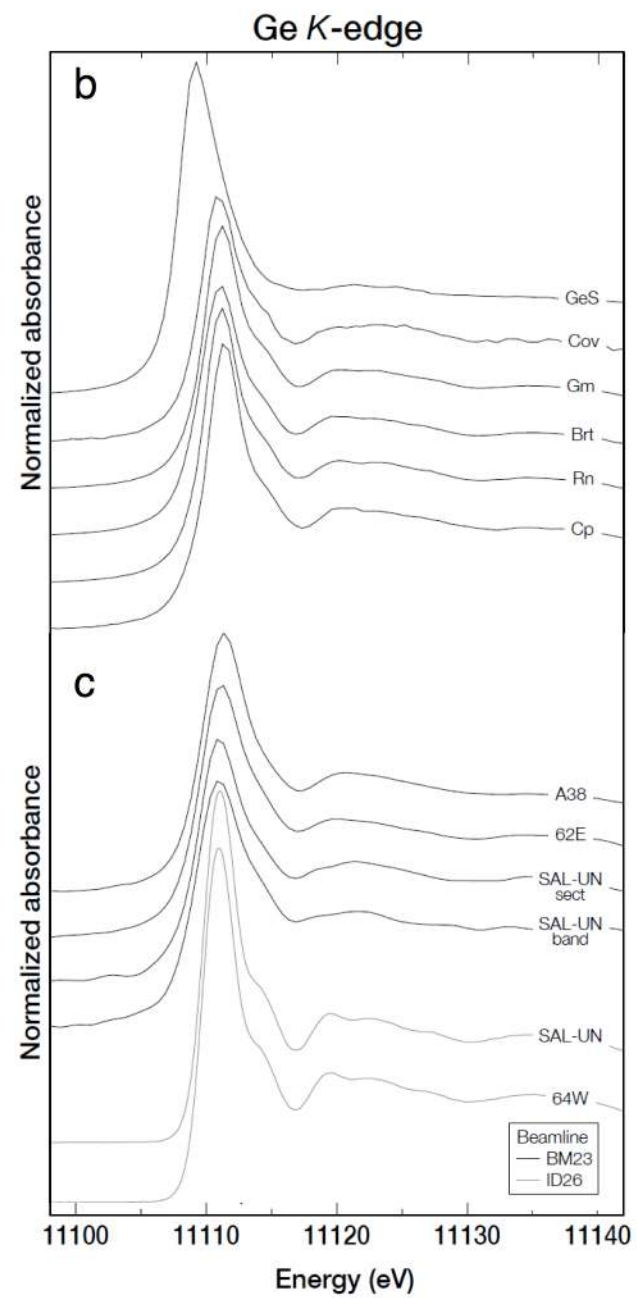 Ge K-edge
b
Normalized absorbance
GeS
Cov
Gm
Brt
Rn
Cp
c
Normalized absorbance
A38
62E
SAL-UN
sect
SAL-UN
band
SAL-UN
64W
Beamline
BM23
ID26
11100 11110 11120 11130 11140
Energy (eV)